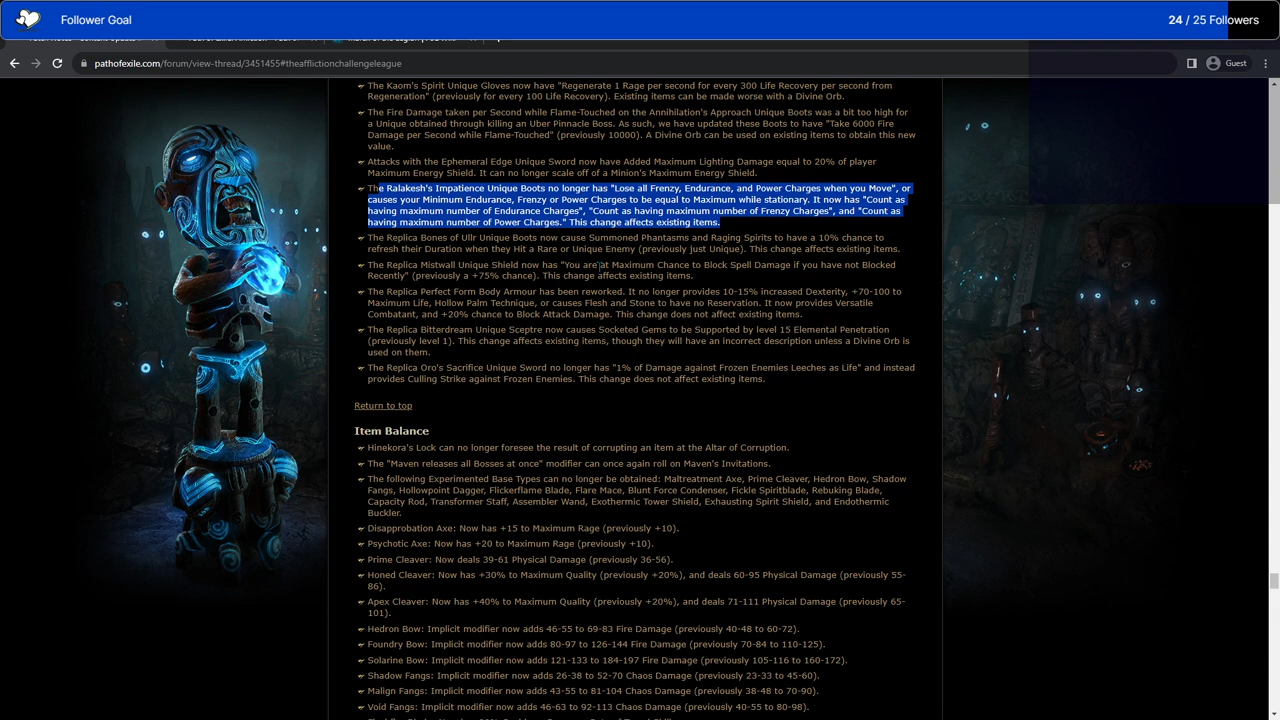 Follower Goal
24 / 25 Followers
pathofexile.com/forum/view-thread/3451455#theafflictionchallengeleague
Guest
The Kaom's Spirit Unique Gloves now have "Regenerate 1 Rage per second for every 300 Life Recovery per second from
Regeneration" (previously for every 100 Life Recovery). Existing items can be made worse with a Divine Orb.
The Fire Damage taken per Second while Flame-Touched on the Annihilation's Approach Unique Boots was a bit too high for
a Unique obtained through killing an Uber Pinnacle Boss. As such, we have updated these Boots to have "Take 6000 Fire
Damage per Second while Flame-Touched" (previously 10000). A Divine Orb can be used on existing items to obtain this new
value.
Attacks with the Ephemeral Edge Unique Sword now have Added Maximum Lighting Damage equal to 20% of player
Maximum Energy Shield. It can no longer scale off of a Minion's Maximum Energy Shield.
The Ralakesh's Impatience Unique Boots no longer has "Lose all Frenzy, Endurance, and Power Charges when you Move", or
causes your Minimum Endurance, Frenzy or Power Charges to be equal to Maximum while stationary. It now has "Count as
having maximum number of Endurance Charges", "Count as having maximum number of Frenzy Charges", and "Count as
having maximum number of Power Charges." This change affects existing items.
The Replica Bones of Ullr Unique Boots now cause Summoned Phantasms and Raging Spirits to have a 10% chance to
refresh their Duration when they Hit a Rare or Unique Enemy (previously just Unique). This change affects existing items.
The Replica Mistwall Unique Shield now has "You are at Maximum Chance to Block Spell Damage if you have not Blocked
Recently" (previously a +75% chance). This change affects existing items.
The Replica Perfect Form Body Armour has been reworked. It no longer provides 10-15% increased Dexterity, +70-100 to
Maximum Life, Hollow Palm Technique, or causes Flesh and Stone to have no Reservation. It now provides Versatile
Combatant, and +20% chance to Block Attack Damage. This change does not affect existing items.
The Replica Bitterdream Unique Sceptre now causes Socketed Gems to be Supported by level 15 Elemental Penetration
(previously level 1). This change affects existing items, though they will have an incorrect description unless a Divine Orb is
used on them.
The Replica Oro's Sacrifice Unique Sword no longer has "1% of Damage against Frozen Enemies Leeches as Life" and instead
provides Culling Strike against Frozen Enemies. This change does not affect existing items.
Return to top
Item Balance
Hinekora's Lock can no longer foresee the result of corrupting an item at the Altar of Corruption.
The "Maven releases all Bosses at once" modifier can once again roll on Maven's Invitations.
The following Experimented Base Types can no longer be obtained: Maltreatment Axe, Prime Cleaver, Hedron Bow, Shadow
Fangs, Hollowpoint Dagger, Flickerflame Blade, Flare Mace, Blunt Force Condenser, Fickle Spiritblade, Rebuking Blade,
Capacity Rod, Transformer Staff, Assembler Wand, Exothermic Tower Shield, Exhausting Spirit Shield, and Endothermic
Buckler.
Disapprobation Axe: Now has +15 to Maximum Rage (previously +10).
Psychotic Axe: Now has +20 to Maximum Rage (previously +10).
Prime Cleaver: Now deals 39-61 Physical Damage (previously 36-56).
Honed Cleaver: Now has +30% to Maximum Quality (previously +20%), and deals 60-95 Physical Damage (previously 55-
86).
Apex Cleaver: Now has +40% to Maximum Quality (previously +20%), and deals 71-111 Physical Damage (previously 65-
101).
Hedron Bow: Implicit modifier now adds 46-55 to 69-83 Fire Damage (previously 40-48 to 60-72).
Foundry Bow: Implicit modifier now adds 80-97 to 126-144 Fire Damage (previously 70-84 to 110-125).
Solarine Bow: Implicit modifier now adds 121-133 to 184-197 Fire Damage (previously 105-116 to 160-172).
Shadow Fangs: Implicit modifier now adds 26-38 to 52-70 Chaos Damage (previously 23-33 to 45-60).
Malign Fangs: Implicit modifier now adds 43-55 to 81-104 Chaos Damage (previously 38-48 to 70-90).
Void Fangs: Implicit modifier now adds 46-63 to 92-113 Chaos Damage (previously 40-55 to 80-98).